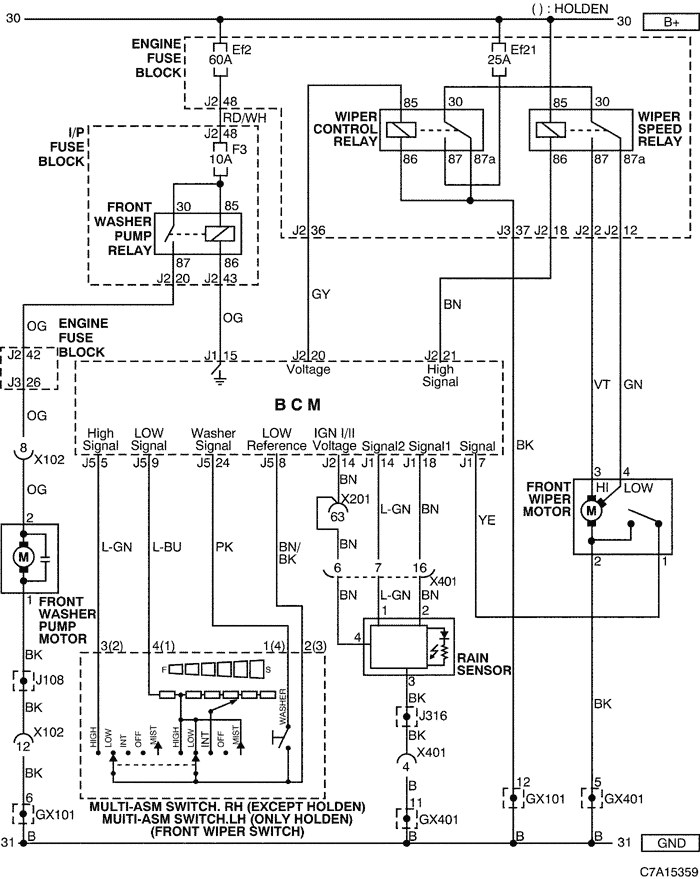 ( ) : HOLDEN
30 30 B+
ENGINE FUSE BLOCK
Ef2
60A
Ef21
25A
J2 48
RD/WH
J2 48
I/P FUSE BLOCK
F3
10A
WIPER CONTROL RELAY
85 30
86 87 87a
WIPER SPEED RELAY
85 30
86 87 87a
FRONT WASHER PUMP RELAY
30 85
87 86
J2 20 J2 43
J2 36
J3 37 J2 18 J2 2 J2 12
OG
OG
GY
BN
VT GN
ENGINE FUSE BLOCK
J2 42
J3 26
OG
J1 15 J2 20 J2 21
Voltage
High Signal
BCM
High Signal
LOW Signal
Washer Signal
LOW Reference
IGN I/II Voltage
Signal2 Signal1 Signal
J5 5 J5 9 J5 24 J5 8 J2 14 J1 14 J1 18 J1 7
BK
8
X102
OG
BN
X201
63
BN
L-GN BN
YE
3 4
HI LOW
FRONT WIPER MOTOR
M
2 1
2
M
1
FRONT WASHER PUMP MOTOR
L-GN L-BU PK BN/BK
6 7 16
X401
BN L-GN BN
1 2
4
RAIN SENSOR
3
BK
J108
BK
X102
12
BK
6
GX101
3(2) 4(1) 1(4) 2(3)
F S
HIGH LOW INT OFF MIST HIGH LOW INT OFF MIST WASHER
BK
J316
BK
X401
4
11
GX401
12
GX101
BK
5
GX401
MULTI-ASM SWITCH. RH (EXCEPT HOLDEN)
MUITI-ASM SWITCH.LH (ONLY HOLDEN)
(FRONT WIPER SWITCH)
31 B B B B 31 GND
C7A15359